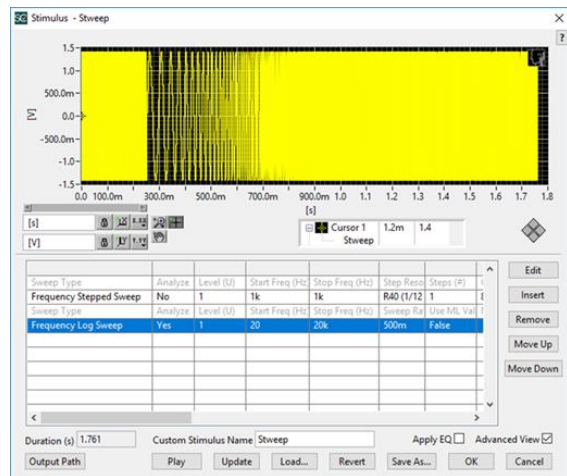 SC Stimulus - Stweep
?
1.5
1.0
500.0m
[V]
0.0
-500.0m
-1.0
-1.5
0.0 100.0m 300.0m 500.0m 700.0m 900.0m 1.0 1.1 1.2 1.3 1.4 1.5 1.6 1.7 1.8
[s]
[s]
[V]
Cursor 1 1.2m 1.4
Stweep
Sweep Type Analyze Level (U) Start Freq (Hz Stop Freq (Hz) Step Reso Steps (#)
Frequency Stepped Sweep No 1 1k 1k R40 (1/12 1 8
Sweep Type Analyze Level (U) Start Freq (Hz Stop Freq (Hz) Sweep Ra Use ML Val
Frequency Log Sweep Yes 1 20 20k 500m False
Edit
Insert
Remove
Move Up
Move Down
Duration (s) 1.761 Custom Stimulus Name Stweep Apply EQ Advanced View
Output Path Play Update Load... Revert Save As... OK Cancel